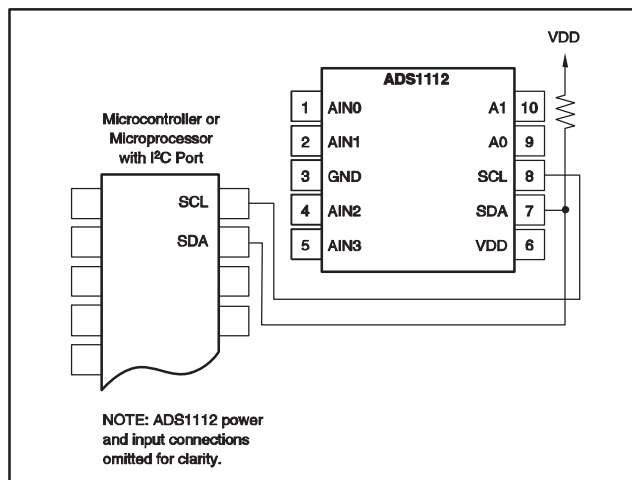 VDD
ADS1112
1 AIN0 A1 10
2 AIN1 A0 9
3 GND SCL 8
4 AIN2 SDA 7
5 AIN3 VDD 6
Microcontroller or
Microprocessor
with I²C Port
SCL
SDA
NOTE: ADS1112 power
and input connections
omitted for clarity.